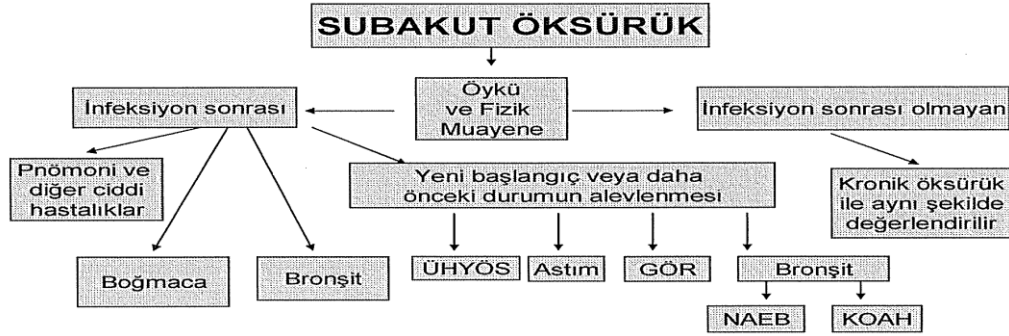 SUBAKUT ÖKSÜRÜK
Öykü
ve Fizik
Muayene
İnfeksiyon sonrası
İnfeksiyon sonrası olmayan
Pnömoni ve
diğer ciddi
hastalıklar
Yeni başlangıç veya daha
önceki durumun alevlenmesi
Kronik öksürük
ile aynı şekilde
değerlendirilir
Boğmaca
Bronşit
ÜHYÖS
Astım
GÖR
Bronşit
NAEB
KOAH